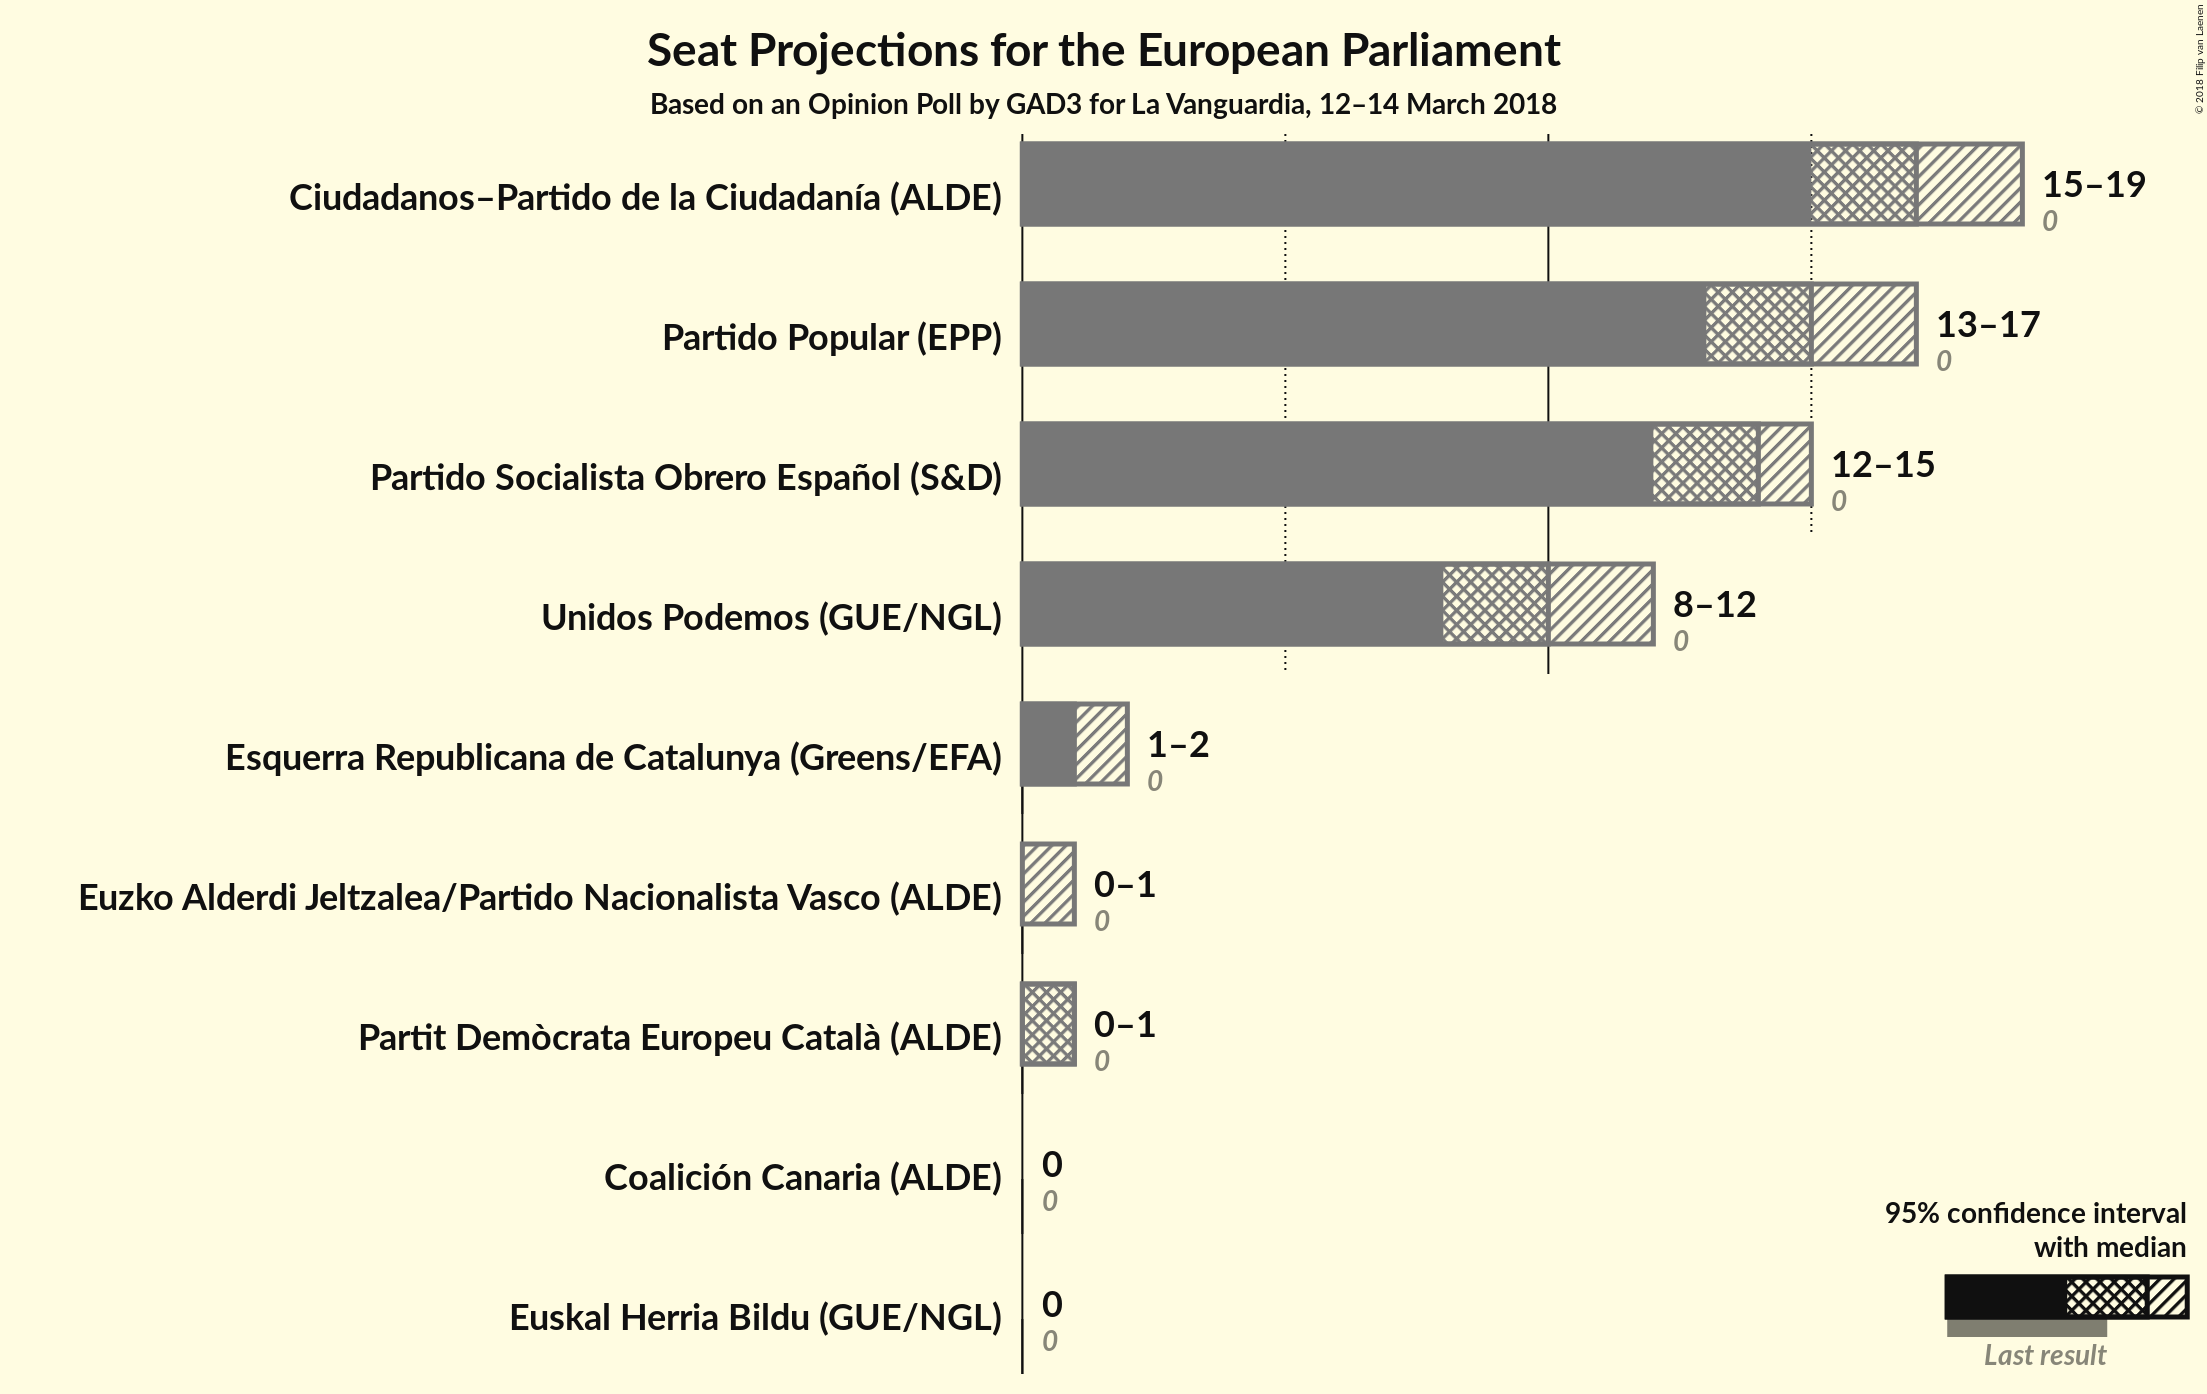 Seat Projections for the European Parliament
Based on an Opinion Poll by GAD3 for La Vanguardia, 12–14 March 2018
© 2018 Filip van Laenen
Ciudadanos–Partido de la Ciudadanía (ALDE)
15–19
0
Partido Popular (EPP)
13–17
0
Partido Socialista Obrero Español (S&D)
12–15
0
Unidos Podemos (GUE/NGL)
8–12
0
Esquerra Republicana de Catalunya (Greens/EFA)
1–2
0
Euzko Alderdi Jeltzalea/Partido Nacionalista Vasco (ALDE)
0–1
0
Partit Demòcrata Europeu Català (ALDE)
0–1
0
Coalición Canaria (ALDE)
0
0
Euskal Herria Bildu (GUE/NGL)
0
0
95% confidence interval
with median
Last result